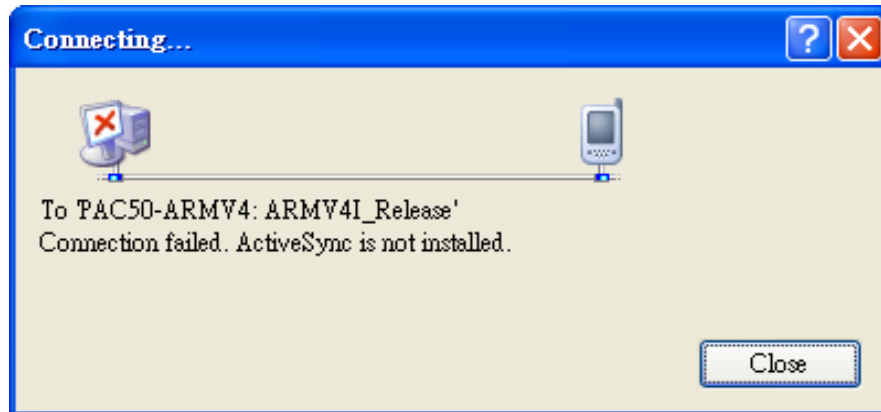 Connecting...
To 'PAC50-ARMV4: ARMV4I_Release'
Connection failed. ActiveSync is not installed.
Close